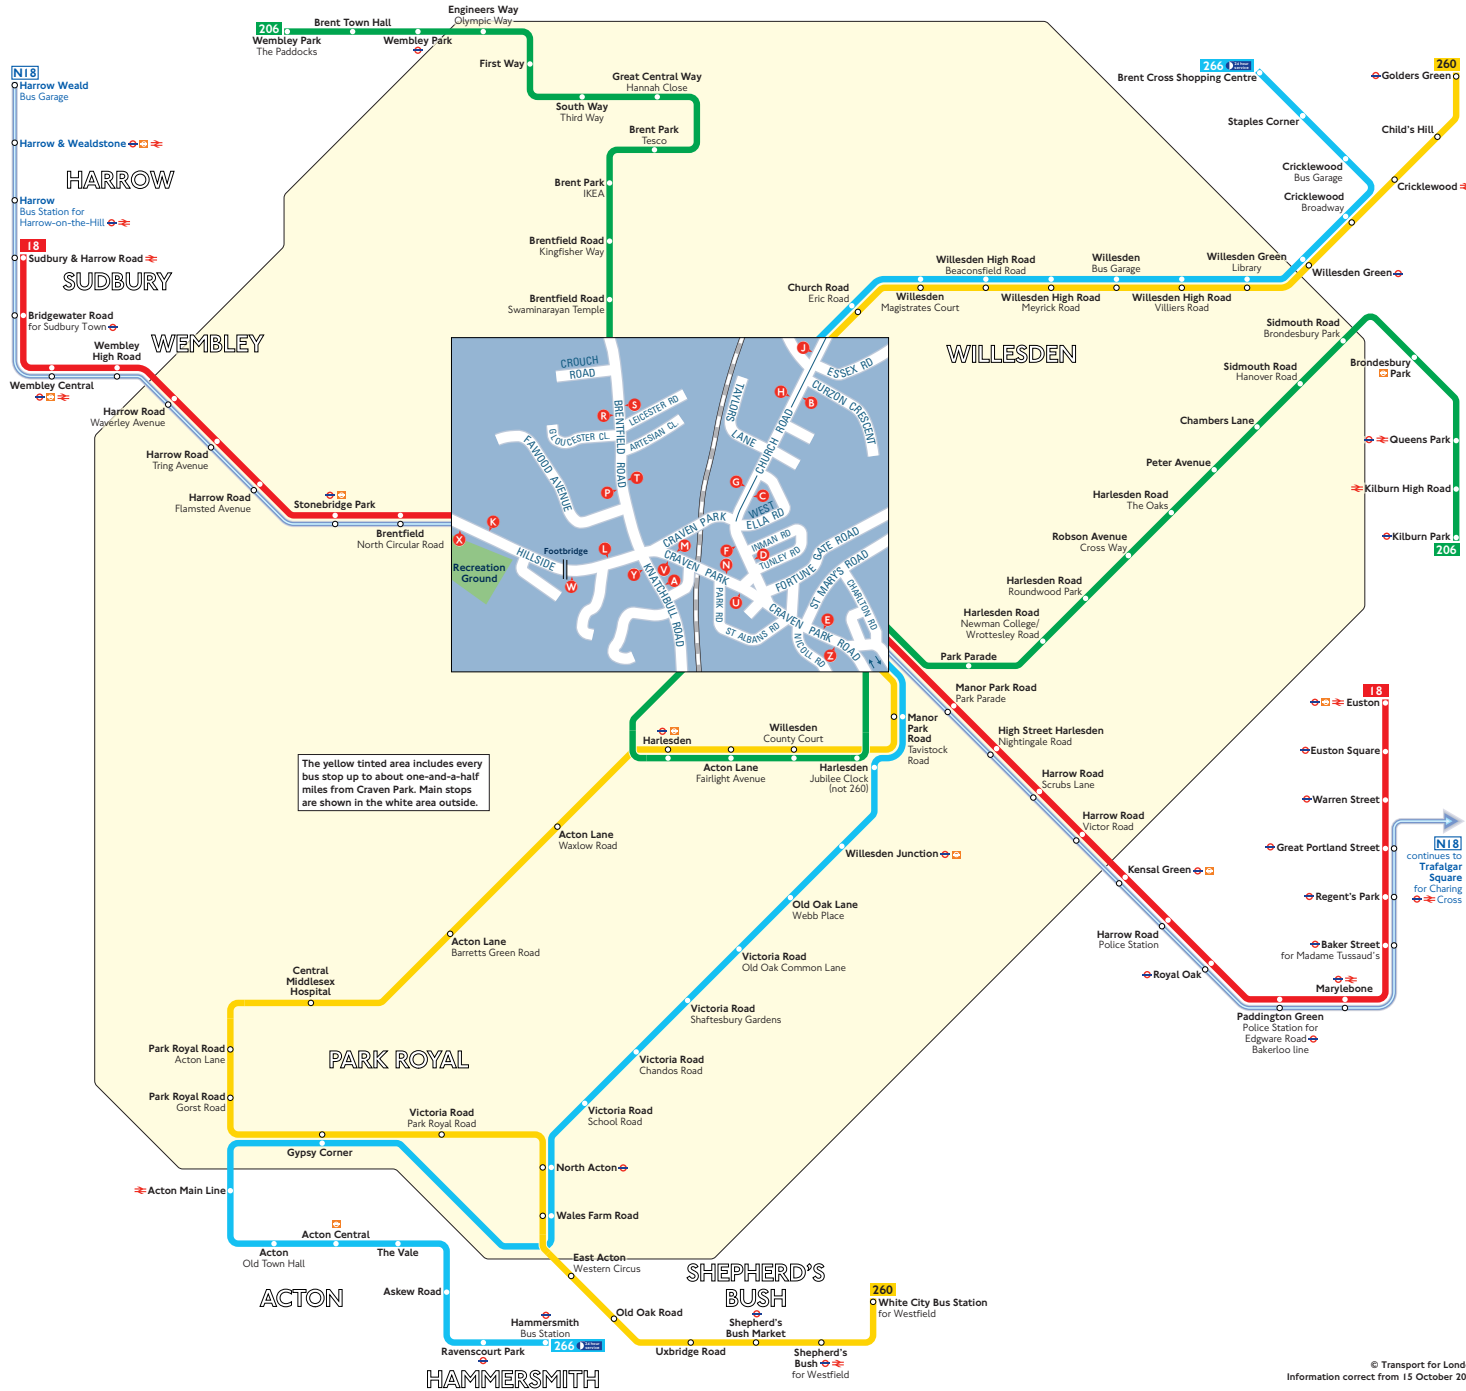 206
Wembley Park
The Paddocks
Brent Town Hall
Wembley Park
Engineers Way
Olympic Way
First Way
South Way
Third Way
Great Central Way
Hannah Close
Brent Park
Tesco
Brent Park
IKEA
Brentfield Road
Kingfisher Way
Brentfield Road
Swaminarayan Temple
N18
Harrow Weald
Bus Garage
Harrow & Wealdstone
HARROW
Harrow
Bus Station for
Harrow-on-the-Hill
18
Sudbury & Harrow Road
SUDBURY
Bridgewater Road
for Sudbury Town
WEMBLEY
Wembley
High Road
Wembley Central
Harrow Road
Waverley Avenue
Harrow Road
Tring Avenue
Harrow Road
Flamsted Avenue
Stonebridge Park
Brentfield
North Circular Road
266
24 hour
service
Brent Cross Shopping Centre
Staples Corner
Cricklewood
Bus Garage
Cricklewood
Broadway
260
Golders Green
Child's Hill
Cricklewood
Willesden Green
Willesden Green
Library
Willesden High Road
Villiers Road
Willesden
Bus Garage
Willesden High Road
Meyrick Road
Willesden High Road
Beaconsfield Road
Willesden
Magistrates Court
Church Road
Eric Road
WILLESDEN
Sidmouth Road
Brondesbury Park
Brondesbury
Park
Sidmouth Road
Hanover Road
Chambers Lane
Queens Park
Peter Avenue
Kilburn High Road
Harlesden Road
The Oaks
Kilburn Park
206
Robson Avenue
Cross Way
Harlesden Road
Roundwood Park
Harlesden Road
Newman College/
Wrottesley Road
Park Parade
CROUCH
ROAD
BRENTFIELD ROAD
LEICESTER RD
GLOUCESTER CL.
ARTESIAN CL.
FAWOOD AVENUE
TAYLORS
LANE
CHURCH ROAD
ESSEX RD
CURZON CRESCENT
WEST
ELLA RD
CRAVEN PARK
CRAVEN PARK
INMAN RD
TUNLEY RD
FORTUNE GATE ROAD
ST MARY'S ROAD
CHARLTON RD
CRAVEN PARK ROAD
PARK RD
ST ALBANS RD
NICOLL RD
KNATCHBULL ROAD
HILLSIDE
Footbridge
Recreation
Ground
J
H
B
S
R
T
P
G
C
K
X
L
M
F
N
D
Y
V
A
W
U
E
Z
Manor Park Road
Park Parade
High Street Harlesden
Nightingale Road
Harrow Road
Scrubs Lane
Harrow Road
Victor Road
Kensal Green
Harrow Road
Police Station
Royal Oak
Paddington Green
Police Station for
Edgware Road
Bakerloo line
Marylebone
Baker Street
for Madame Tussaud's
Regent's Park
Great Portland Street
Warren Street
Euston Square
Euston
18
N18
continues to
Trafalgar
Square
for Charing
Cross
Manor
Park
Road
Tavistock
Road
Harlesden
Willesden
County Court
Acton Lane
Fairlight Avenue
Harlesden
Jubilee Clock
(not 260)
The yellow tinted area includes every
bus stop up to about one-and-a-half
miles from Craven Park. Main stops
are shown in the white area outside.
Acton Lane
Waxlow Road
Willesden Junction
Old Oak Lane
Webb Place
Acton Lane
Barretts Green Road
Victoria Road
Old Oak Common Lane
Central
Middlesex
Hospital
Victoria Road
Shaftesbury Gardens
Park Royal Road
Acton Lane
PARK ROYAL
Victoria Road
Chandos Road
Park Royal Road
Gorst Road
Victoria Road
Park Royal Road
Victoria Road
School Road
Gypsy Corner
North Acton
Acton Main Line
Wales Farm Road
Acton Central
Acton
Old Town Hall
The Vale
East Acton
Western Circus
ACTON
Askew Road
Old Oak Road
SHEPHERD'S
BUSH
260
White City Bus Station
for Westfield
Hammersmith
Bus Station
266
24 hour
service
Ravenscourt Park
HAMMERSMITH
Uxbridge Road
Shepherd's
Bush Market
Shepherd's
Bush
for Westfield
© Transport for Lond
Information correct from 15 October 20